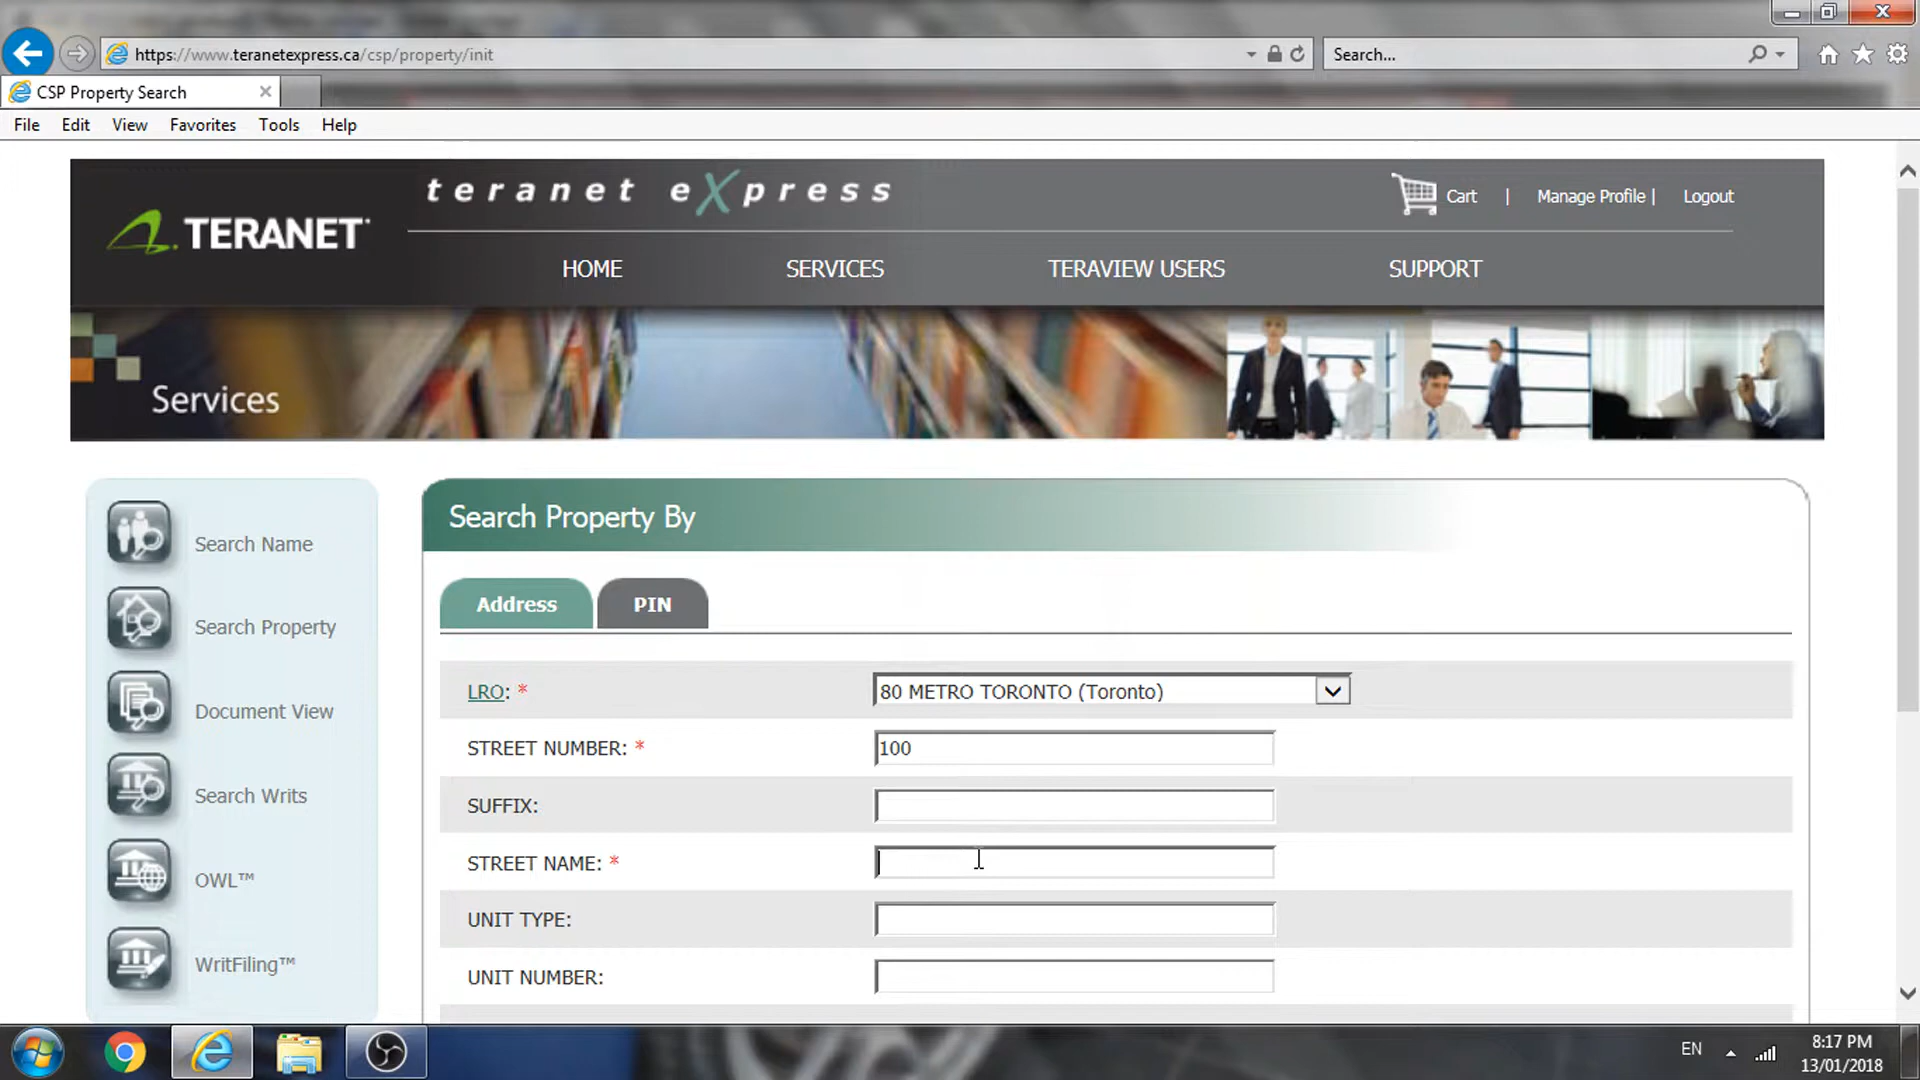 https://www.teranetexpress.ca/csp/property/init
Search...
CSP Property Search
File Edit View Favorites Tools Help
teranet eXpress
TERANET
Cart | Manage Profile | Logout
HOME SERVICES TERAVIEW USERS SUPPORT
Services
Search Name
Search Property
Document View
Search Writs
OWL™
WritFiling™
Search Property By
Address PIN
LRO: * 80 METRO TORONTO (Toronto)
STREET NUMBER: * 100
SUFFIX:
STREET NAME: *
UNIT TYPE:
UNIT NUMBER:
EN
8:17 PM
13/01/2018